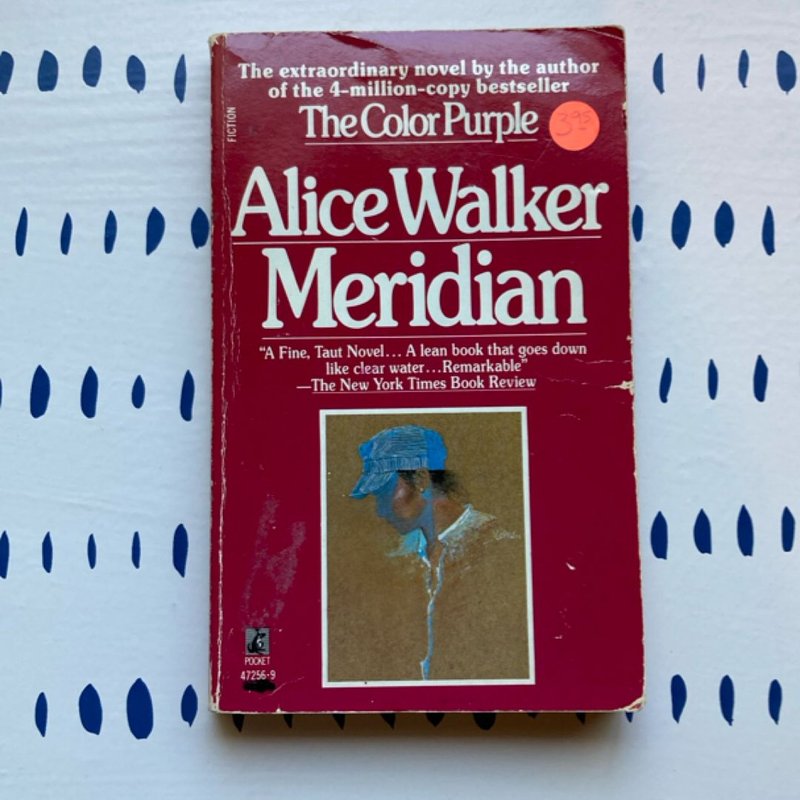 The extraordinary novel by the author
of the 4-million-copy bestseller
The Color Purple
3.95
FICTION
Alice Walker
Meridian
"A Fine, Taut Novel... A lean book that goes down
like clear water...Remarkable"
—The New York Times Book Review
POCKET
47256-9